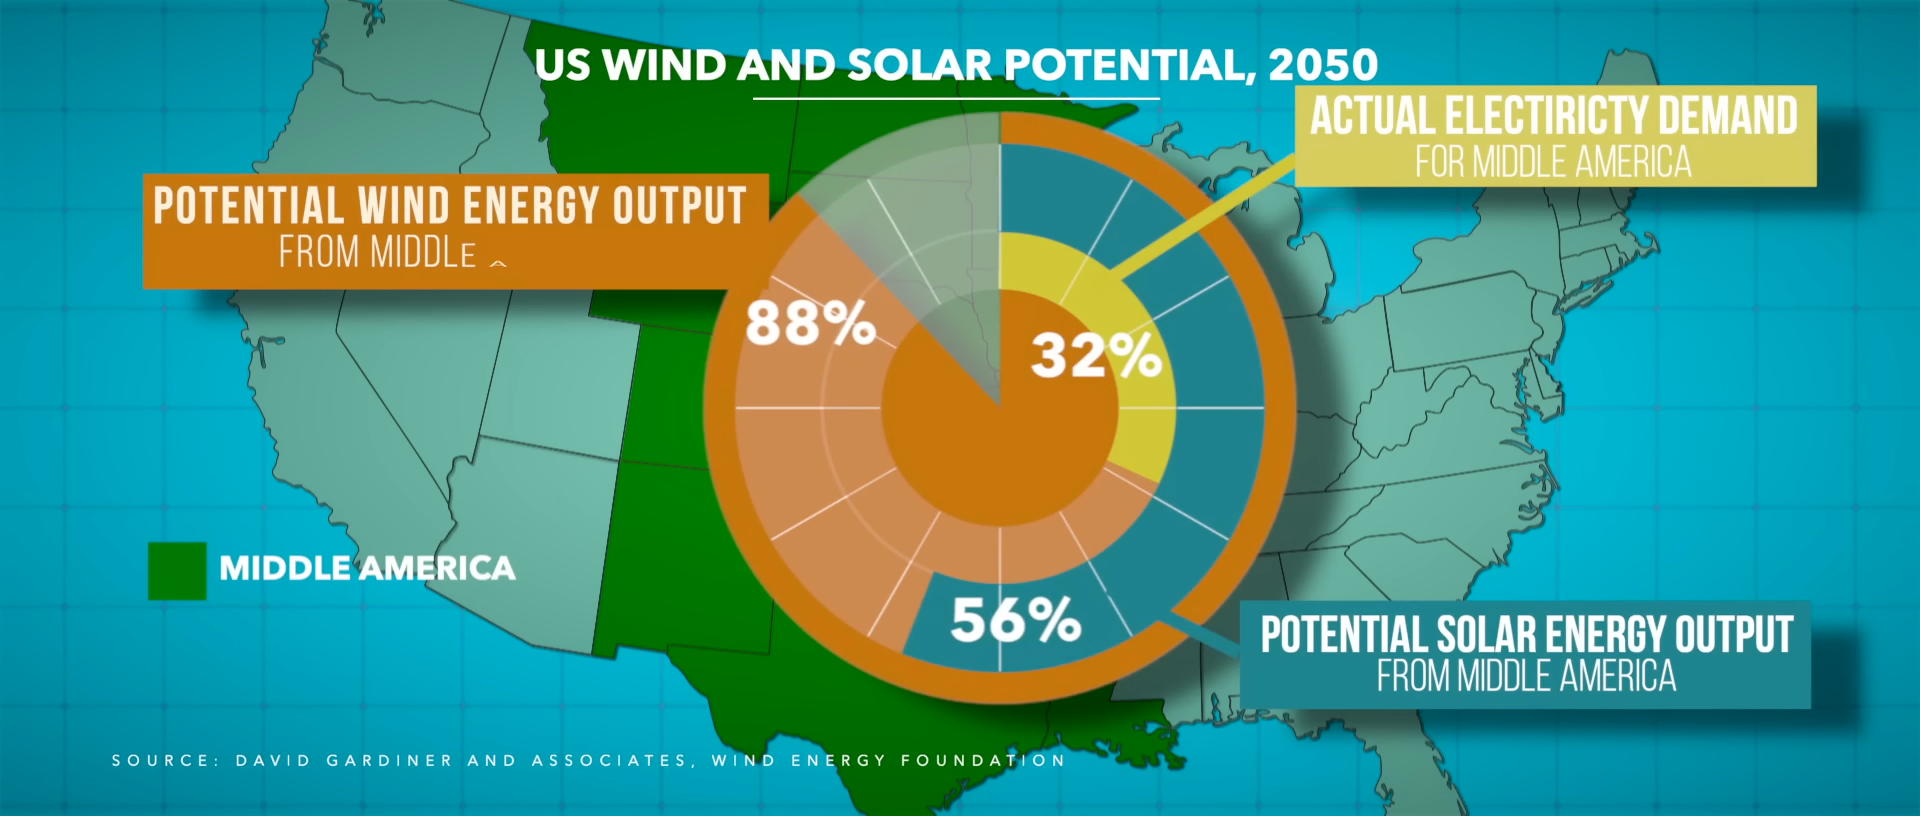 US WIND AND SOLAR POTENTIAL, 2050
ACTUAL ELECTIRICTY DEMAND
FOR MIDDLE AMERICA
POTENTIAL WIND ENERGY OUTPUT
FROM MIDDLE
88%
32%
MIDDLE AMERICA
56%
POTENTIAL SOLAR ENERGY OUTPUT
FROM MIDDLE AMERICA
SOURCE: DAVID GARDINER AND ASSOCIATES, WIND ENERGY FOUNDATION